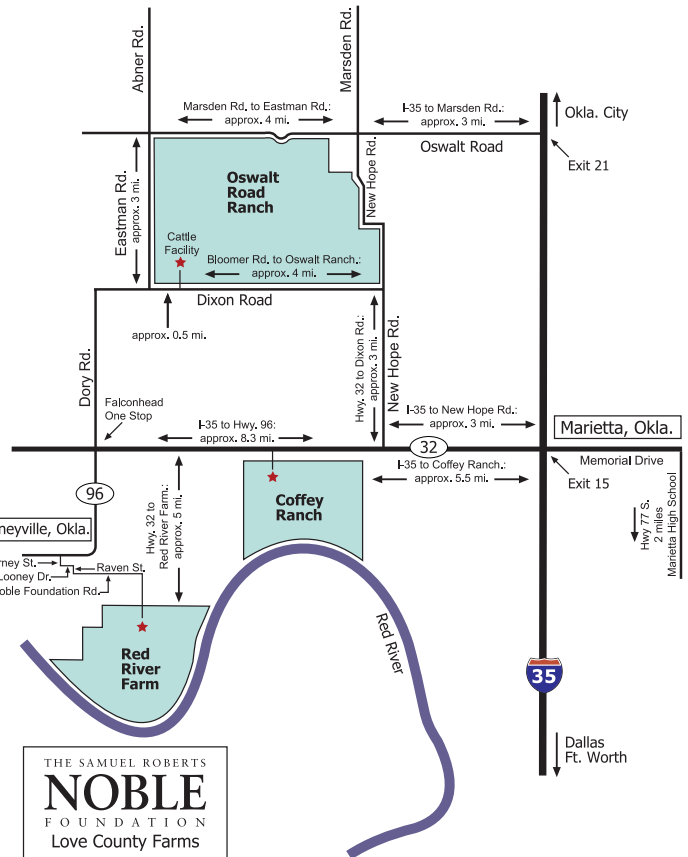 Abner Rd.
Marsden Rd.
Marsden Rd. to Eastman Rd.:
approx. 4 mi.
I-35 to Marsden Rd.:
approx. 3 mi.
Okla. City
Oswalt Road
Exit 21
Eastman Rd.
approx. 3 mi.
Oswalt
Road
Ranch
New Hope Rd.
Cattle
Facility
Bloomer Rd. to Oswalt Ranch.:
approx. 4 mi.
Dixon Road
approx. 0.5 mi.
Hwy. 32 to Dixon Rd.:
approx. 3 mi.
New Hope Rd.
Dory Rd.
Falconhead
One Stop
I-35 to Hwy. 96:
approx. 8.3 mi.
I-35 to New Hope Rd.:
approx. 3 mi.
Marietta, Okla.
32
Memorial Drive
I-35 to Coffey Ranch.:
approx. 5.5 mi.
Exit 15
96
Hwy. 32 to
Red River Farm.:
approx. 5 mi.
Coffey
Ranch
Hwy 77 S.
2 miles
Marietta High School
neyville, Okla.
rney St.
Looney Dr.
Raven St.
oble Foundation Rd.
Red River
Red
River
Farm
35
Dallas
Ft. Worth
THE SAMUEL ROBERTS
NOBLE
FOUNDATION
Love County Farms